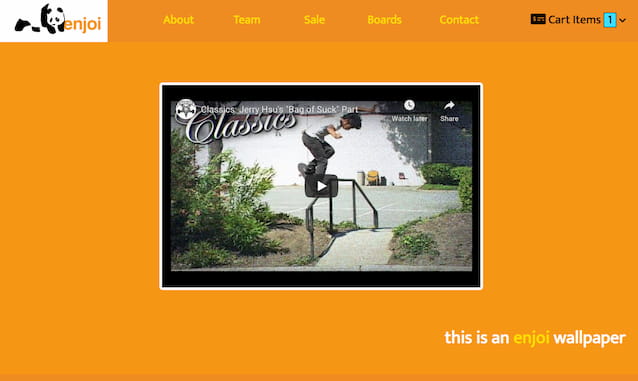 enjoi
About Team Sale Boards Contact Cart Items 1
Classics: Jerry Hsu's "Bag of Suck" Part
Classics
Watch later Share
this is an enjoi wallpaper